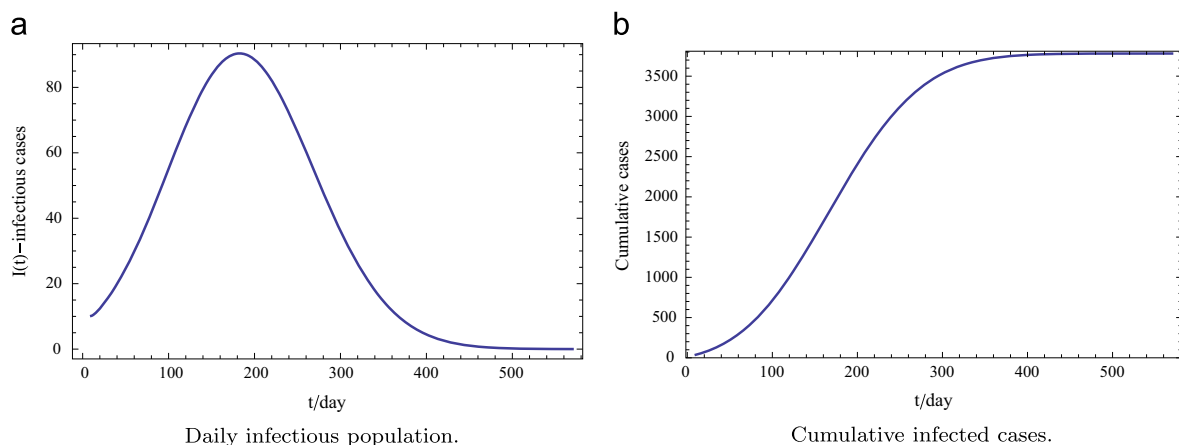 a
80
60
40
20
0
I(t)−infectious cases
0 100 200 300 400 500
t/day
Daily infectious population.
b
3500
3000
2500
2000
1500
1000
500
0
Cumulative cases
0 100 200 300 400 500
t/day
Cumulative infected cases.